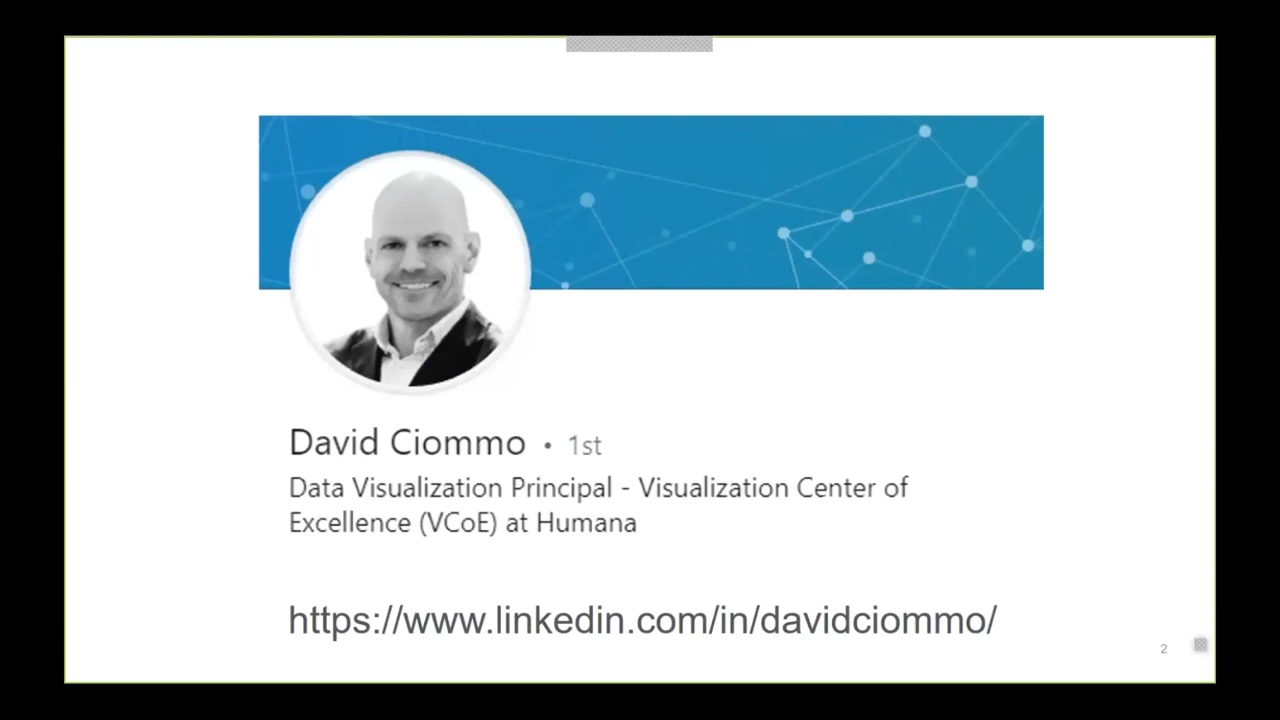 David Ciommo • 1st
Data Visualization Principal - Visualization Center of
Excellence (VCoE) at Humana
https://www.linkedin.com/in/davidciommo/
2